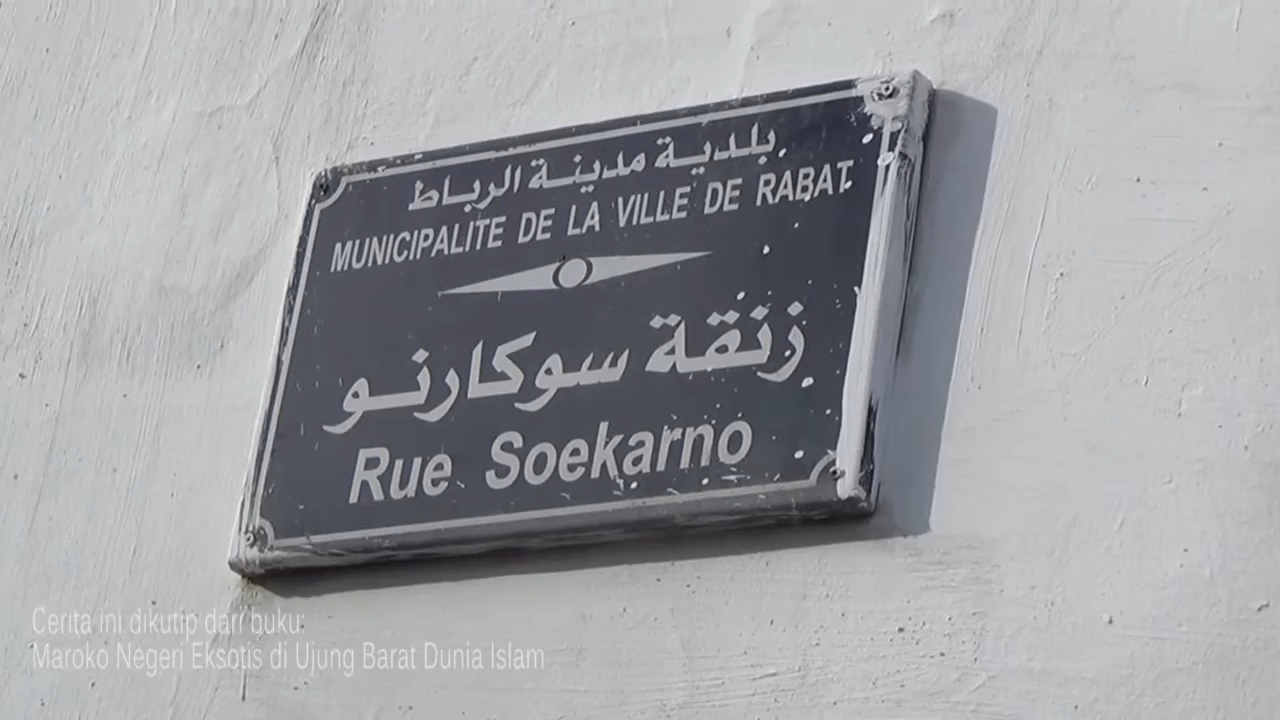 بلدية مدينة الرباط
MUNICIPALITE DE LA VILLE DE RABAT
زنقة سوكارنو
Rue Soekarno
Cerita ini dikutip dari buku:
Maroko Negeri Eksotis di Ujung Barat Dunia Islam